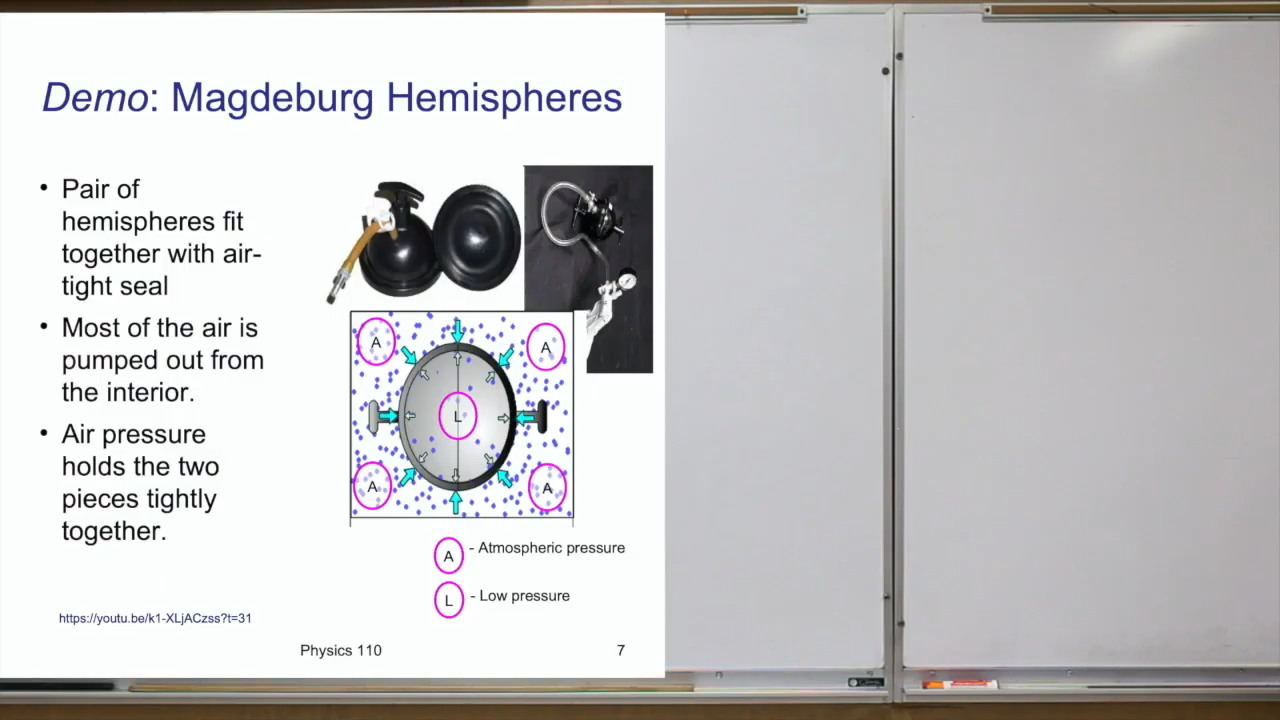 Demo: Magdeburg Hemispheres
• Pair of
hemispheres fit
together with air-
tight seal
• Most of the air is
pumped out from
the interior.
• Air pressure
holds the two
pieces tightly
together.
A
A
L
A
A
A - Atmospheric pressure
L - Low pressure
https://youtu.be/k1-XLjACzss?t=31
Physics 110
7